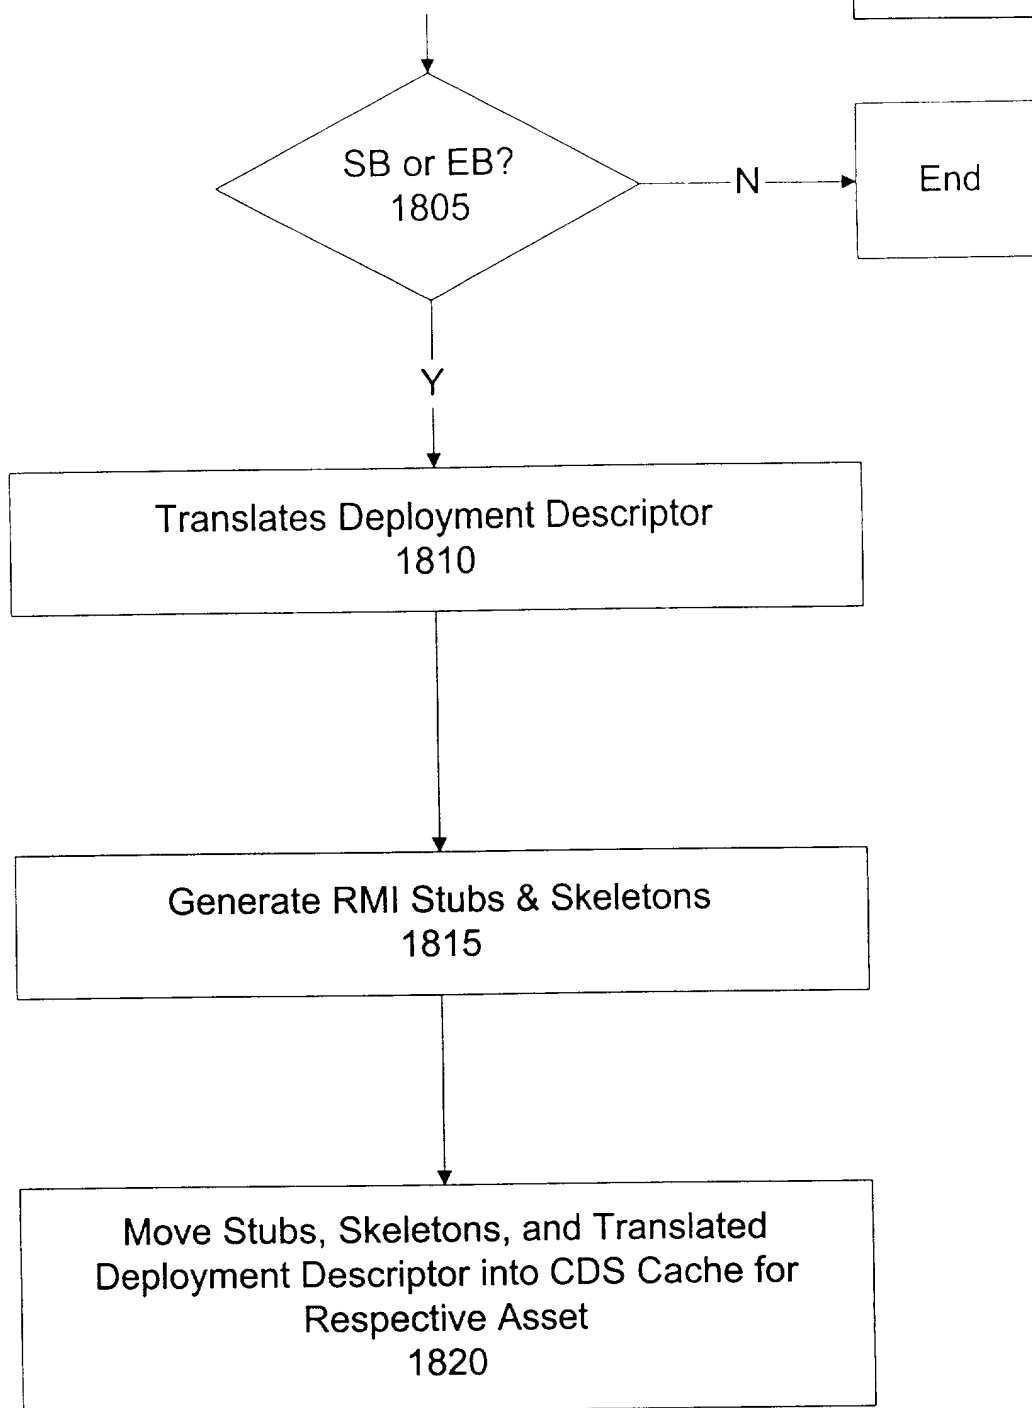 SB or EB?
1805
N
End
Y
Translates Deployment Descriptor
1810
Generate RMI Stubs & Skeletons
1815
Move Stubs, Skeletons, and Translated
Deployment Descriptor into CDS Cache for
Respective Asset
1820